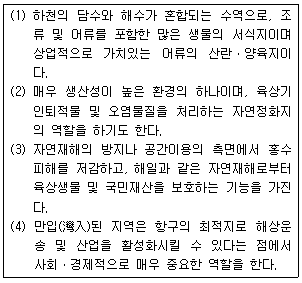 (1) 하천의 담수와 해수가 혼합되는 수역으로, 조
류 및 어류를 포함한 많은 생물의 서식지이며
상업적으로 가치있는 어류의 산란·양육지이
다.
(2) 매우 생산성이 높은 환경의 하나이며, 육상기
인퇴적물 및 오염물질을 처리하는 자연정화지
의 역할을 하기도 한다.
(3) 자연재해의 방지나 공간이용의 측면에서 홍수
피해를 저감하고, 해일과 같은 자연재해로부터
육상생물 및 국민재산을 보호하는 기능을 가진
다.
(4) 만입(灣入)된 지역은 항구의 최적지로 해상운
송 및 산업을 활성화시킬 수 있다는 점에서
사회·경제적으로 매우 중요한 역할을 한다.